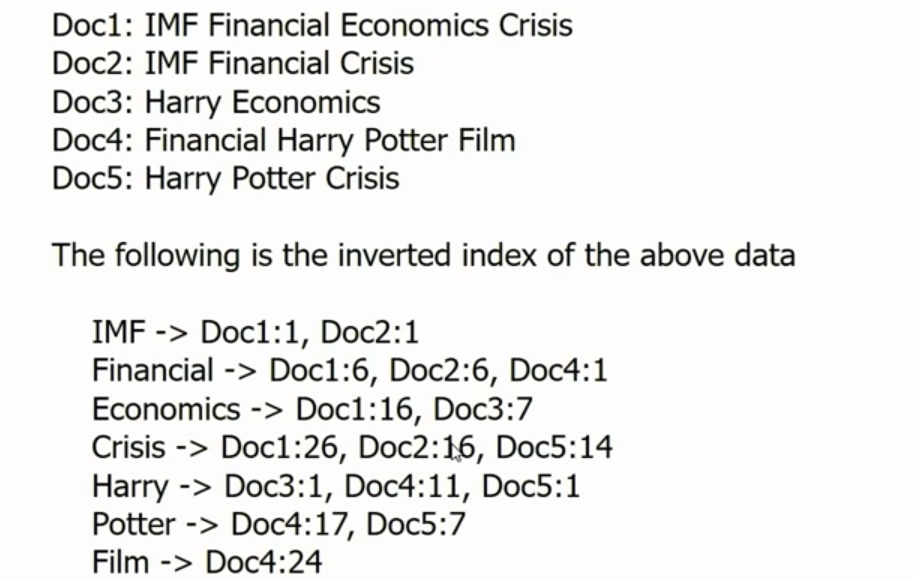 Doc1: IMF Financial Economics Crisis
Doc2: IMF Financial Crisis
Doc3: Harry Economics
Doc4: Financial Harry Potter Film
Doc5: Harry Potter Crisis
The following is the inverted index of the above data
IMF -> Doc1:1, Doc2:1
Financial -> Doc1:6, Doc2:6, Doc4:1
Economics -> Doc1:16, Doc3:7
Crisis -> Doc1:26, Doc2:16, Doc5:14
Harry -> Doc3:1, Doc4:11, Doc5:1
Potter -> Doc4:17, Doc5:7
Film -> Doc4:24